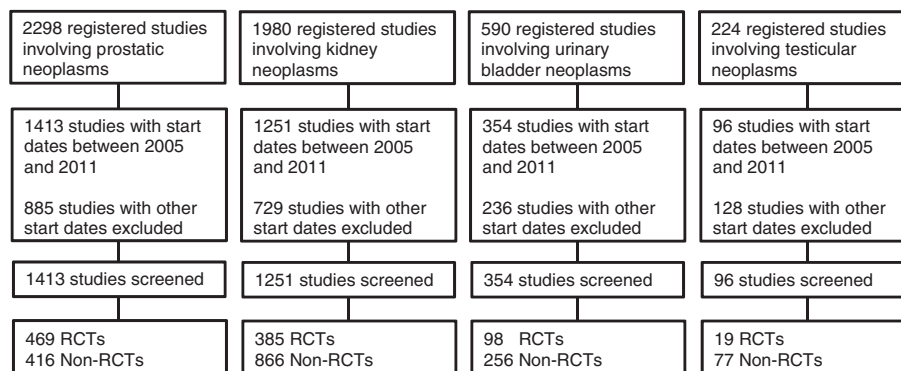 2298 registered studies
involving prostatic
neoplasms
1413 studies with start
dates between 2005
and 2011
885 studies with other
start dates excluded
1413 studies screened
469 RCTs
416 Non-RCTs
1980 registered studies
involving kidney
neoplasms
1251 studies with start
dates between 2005
and 2011
729 studies with other
start dates excluded
1251 studies screened
385 RCTs
866 Non-RCTs
590 registered studies
involving urinary
bladder neoplasms
354 studies with start
dates between 2005
and 2011
236 studies with other
start dates excluded
354 studies screened
98 RCTs
256 Non-RCTs
224 registered studies
involving testicular
neoplasms
96 studies with start
dates between 2005
and 2011
128 studies with other
start dates excluded
96 studies screened
19 RCTs
77 Non-RCTs